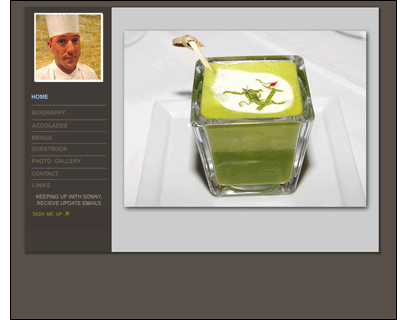 HOME
BIOGRAPHY
ACCOLADES
MENUS
GUESTBOOK
PHOTO GALLERY
CONTACT
LINKS
KEEPING UP WITH SONNY,
RECIEVE UPDATE EMAILS
SIGN ME UP